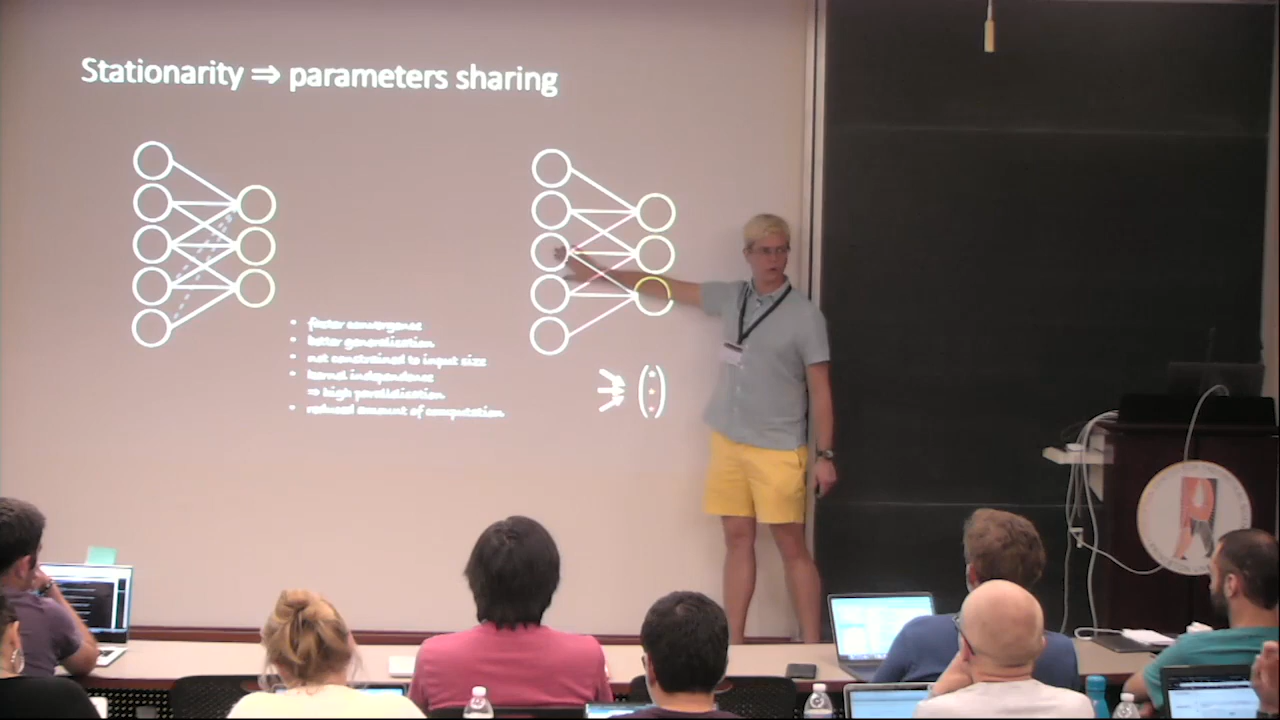 Stationarity ⇒ parameters sharing
• faster convergence
• better generalization
• not constrained to input size
• kernel independence
⇒ high parallelization
• reduced amount of computation